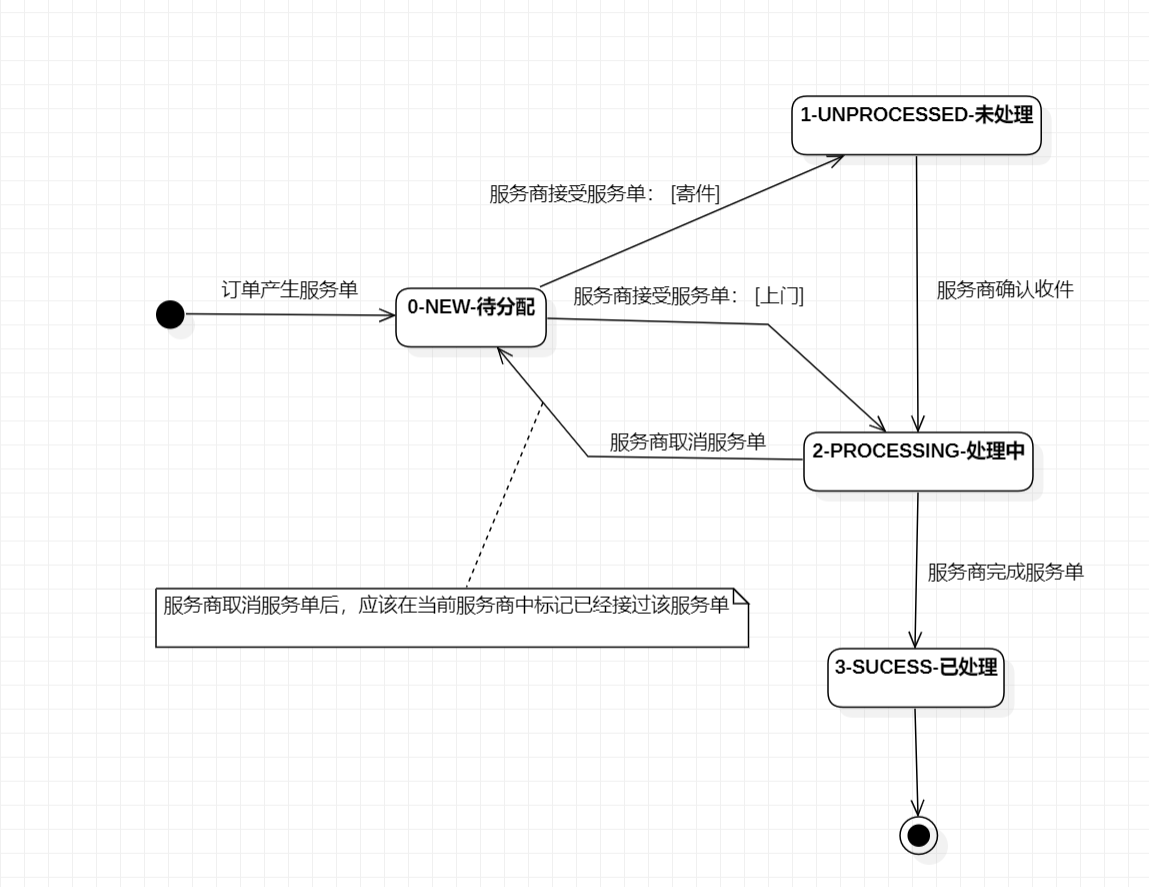 1-UNPROCESSED-未处理
服务商接受服务单： [寄件]
订单产生服务单
0-NEW-待分配
服务商接受服务单： [上门]
服务商确认收件
服务商取消服务单
2-PROCESSING-处理中
服务商完成服务单
服务商取消服务单后，应该在当前服务商中标记已经接过该服务单
3-SUCESS-已处理